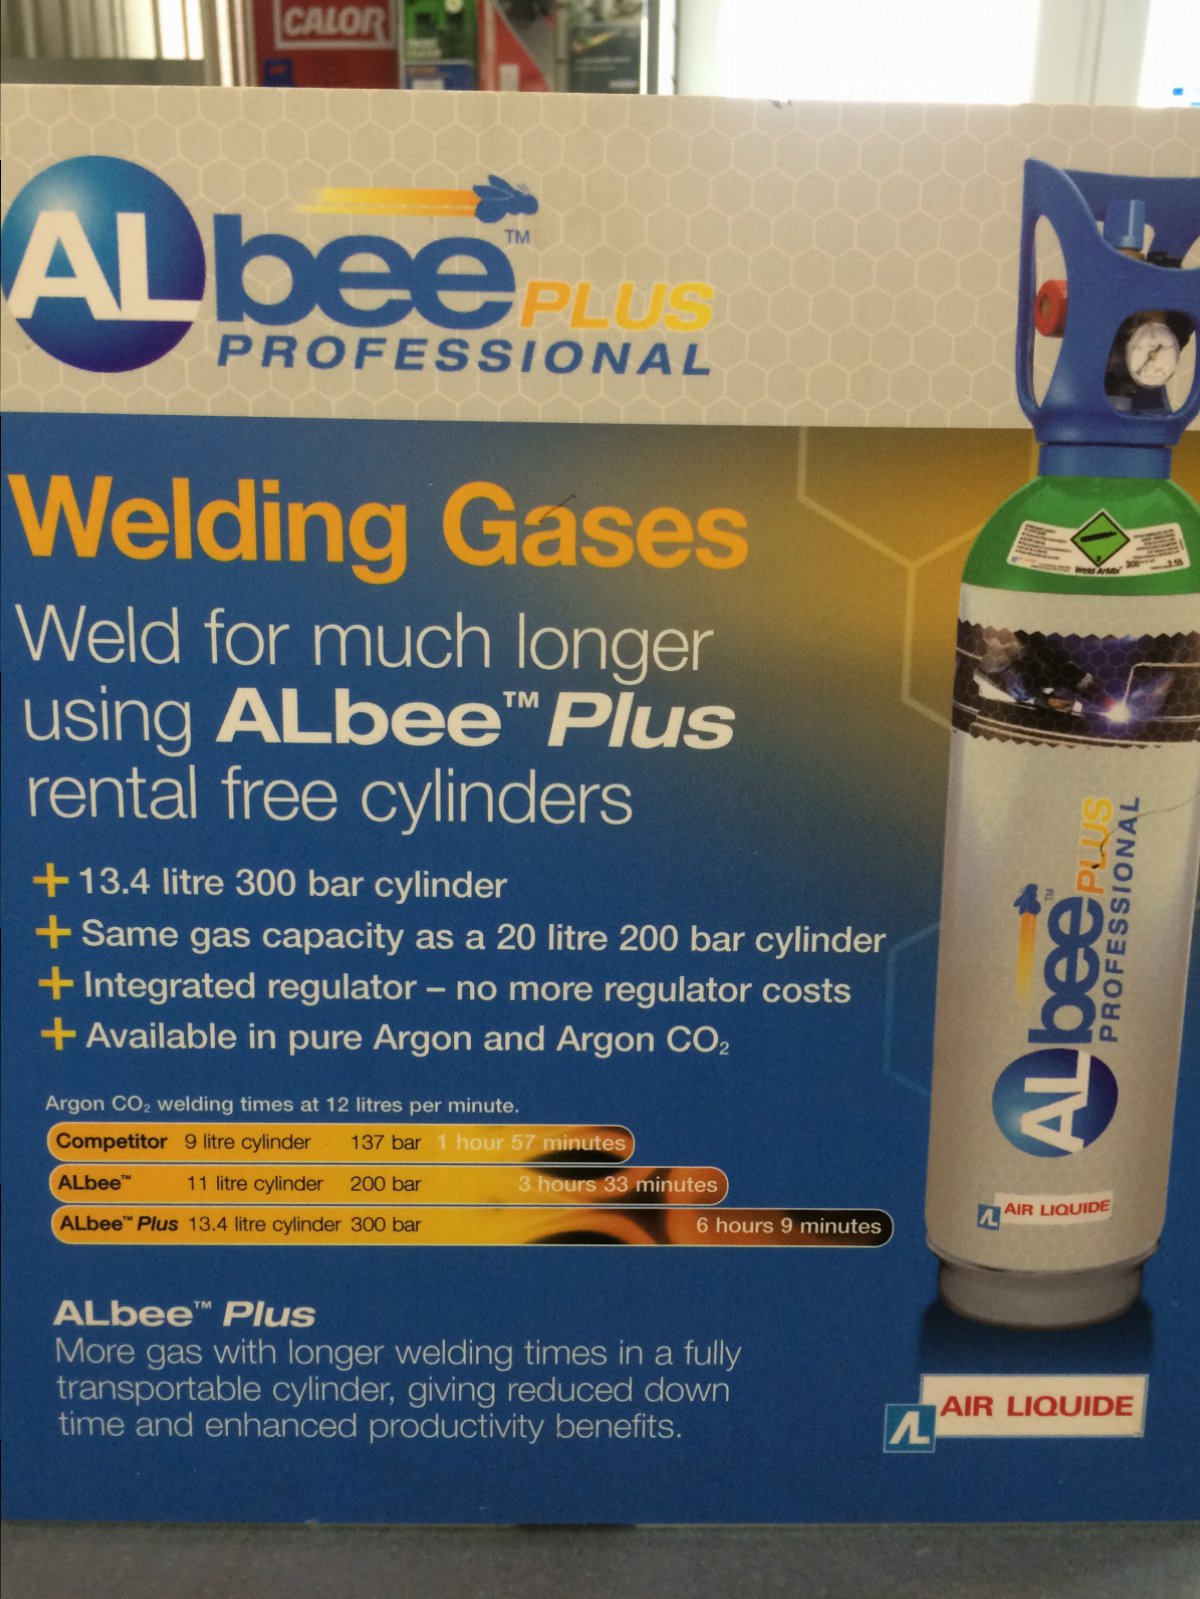 CALOR
ALbee™ PLUS
PROFESSIONAL
Welding Gases
Weld for much longer
using ALbee™ Plus
rental free cylinders
+ 13.4 litre 300 bar cylinder
+ Same gas capacity as a 20 litre 200 bar cylinder
+ Integrated regulator – no more regulator costs
+ Available in pure Argon and Argon CO₂
Argon CO₂ welding times at 12 litres per minute.
Competitor 9 litre cylinder 137 bar 1 hour 57 minutes
ALbee™ 11 litre cylinder 200 bar 3 hours 33 minutes
ALbee™ Plus 13.4 litre cylinder 300 bar 6 hours 9 minutes
ALbee™ Plus
More gas with longer welding times in a fully
transportable cylinder, giving reduced down
time and enhanced productivity benefits.
AL AIR LIQUIDE
Weld ArMix
ALbee™ PLUS
PROFESSIONAL
AL AIR LIQUIDE